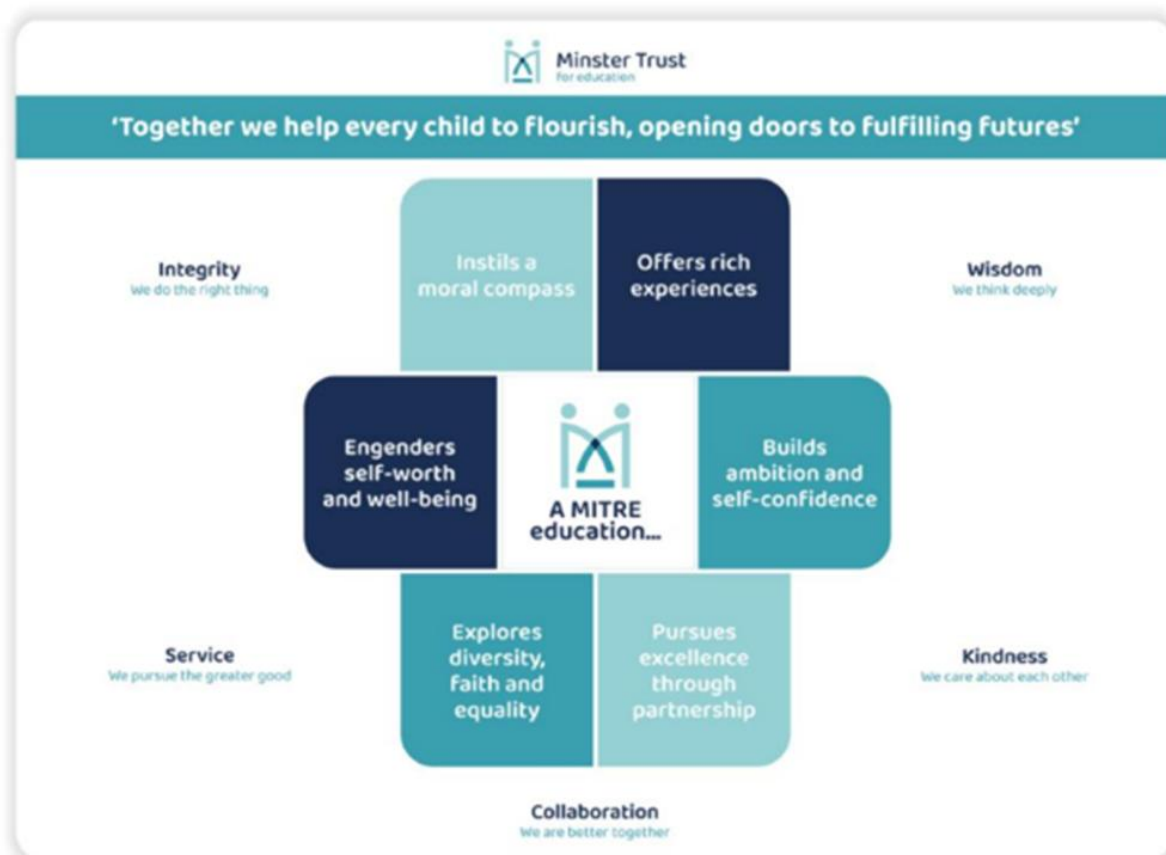 Minster Trust
for education
‘Together we help every child to flourish, opening doors to fulfilling futures’
Integrity
We do the right thing
Instils a
moral compass
Offers rich
experiences
Wisdom
We think deeply
Engenders
self-worth
and well-being
A MITRE
education...
Builds
ambition and
self-confidence
Service
We pursue the greater good
Explores
diversity,
faith and
equality
Pursues
excellence
through
partnership
Kindness
We care about each other
Collaboration
We are better together